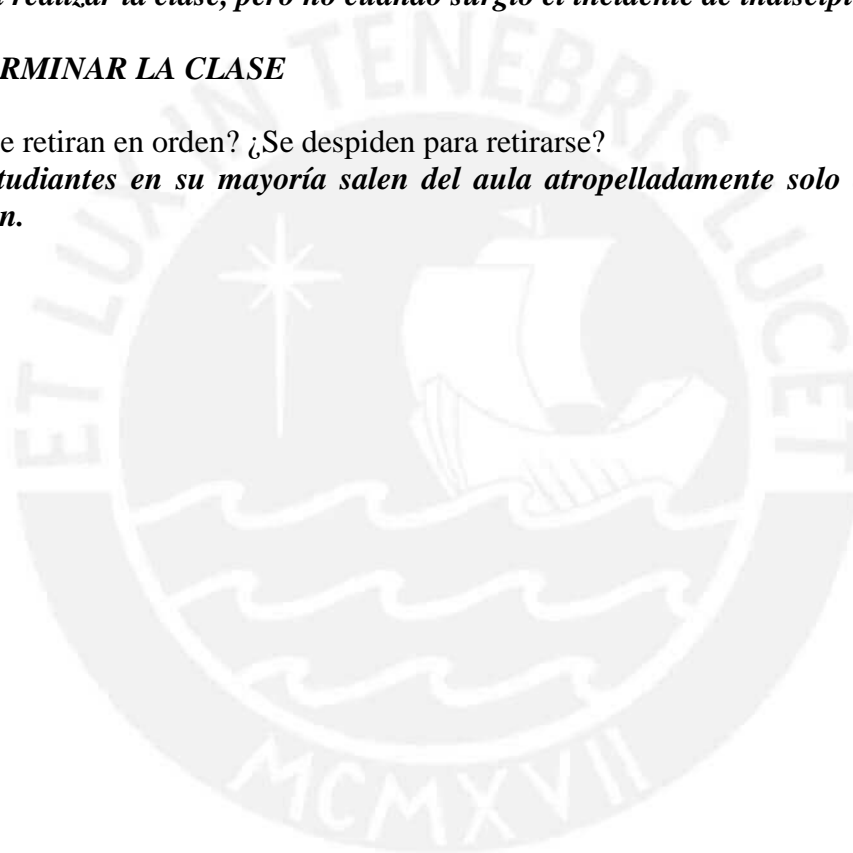 realizar la clase, pero no cuando surgió el incidente de
RMINAR LA CLASE
e retiran en orden? ¿Se despiden para retirarse?
tudiantes en su mayoría salen del aula atropelladamente solo
n.
ET LUX IN TENEBRIS LUCET
MCMXVII